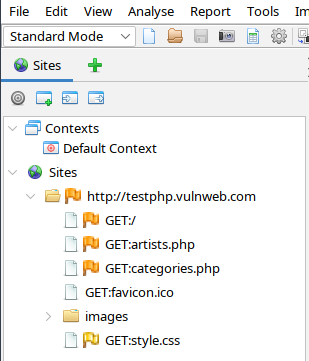 File Edit View Analyse Report Tools Im
Standard Mode
Sites
Contexts
Default Context
Sites
http://testphp.vulnweb.com
GET:/
GET:artists.php
GET:categories.php
GET:favicon.ico
images
GET:style.css